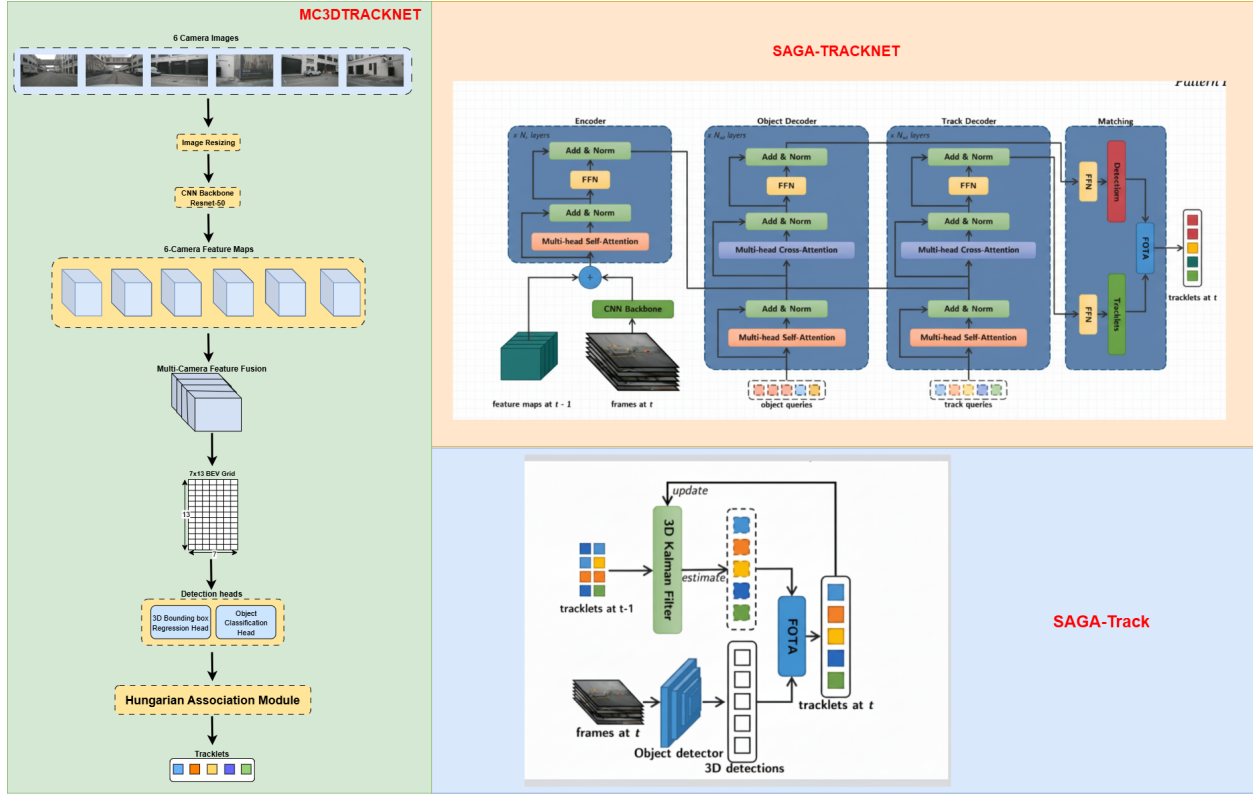 MC3DTRACKNET
6 Camera Images
Image Resizing
CNN Backbone
Resnet-50
6-Camera Feature Maps
Multi-Camera Feature Fusion
7x13 BEV Grid
13
7
Detection heads
3D Bounding box
Regression Head
Object
Classification
Head
Hungarian Association Module
Tracklets
SAGA-TRACKNET
Encoder
Add & Norm
FFN
Add & Norm
Multi-head Self-Attention
+
CNN Backbone
feature maps at t - 1
frames at t
Object Decoder
Add & Norm
FFN
Add & Norm
Multi-head Cross-Attention
Add & Norm
Multi-head Self-Attention
object queries
Track Decoder
Add & Norm
FFN
Add & Norm
Multi-head Cross-Attention
Add & Norm
Multi-head Self-Attention
track queries
Matching
FFN
FFN
Tracklets
FOTA
tracklets at t
update
3D Kalman Filter
estimate
tracklets at t-1
FOTA
tracklets at t
frames at t
Object detector
3D detections
SAGA-Track